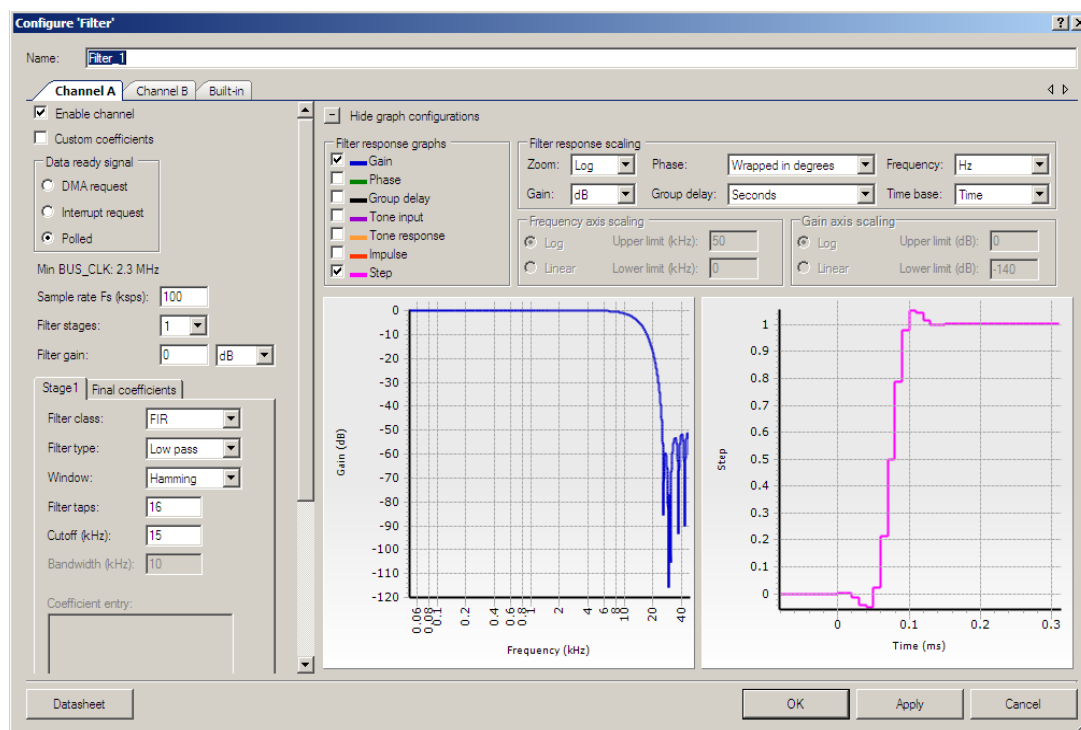 Configure 'Filter'
Name: Filter_1
Channel A Channel B Built-in
Enable channel
Custom coefficients
Data ready signal
DMA request
Interrupt request
Polled
Min BUS_CLK: 2.3 MHz
Sample rate Fs (ksps): 100
Filter stages: 1
Filter gain: 0 dB
Stage1 Final coefficients
Filter class: FIR
Filter type: Low pass
Window: Hamming
Filter taps: 16
Cutoff (kHz): 15
Bandwidth (kHz): 10
Coefficient entry:
Hide graph configurations
Filter response graphs
Gain
Phase
Group delay
Tone input
Tone response
Impulse
Step
Filter response scaling
Zoom: Log Phase: Wrapped in degrees Frequency: Hz
Gain: dB Group delay: Seconds Time base: Time
Frequency axis scaling
Log Upper limit (kHz): 50
Linear Lower limit (kHz): 0
Gain axis scaling
Log Upper limit (dB): 0
Linear Lower limit (dB): -140
0
-10
-20
-30
-40
-50
-60
-70
-80
-90
-100
-110
-120
Gain (dB)
0.06 0.08 0.1 0.2 0.4 0.6 0.8 1 2 4 6 8 10 20 40
Frequency (kHz)
1
0.9
0.8
0.7
0.6
0.5
0.4
0.3
0.2
0.1
0
Step
0 0.1 0.2 0.3
Time (ms)
Datasheet OK Apply Cancel